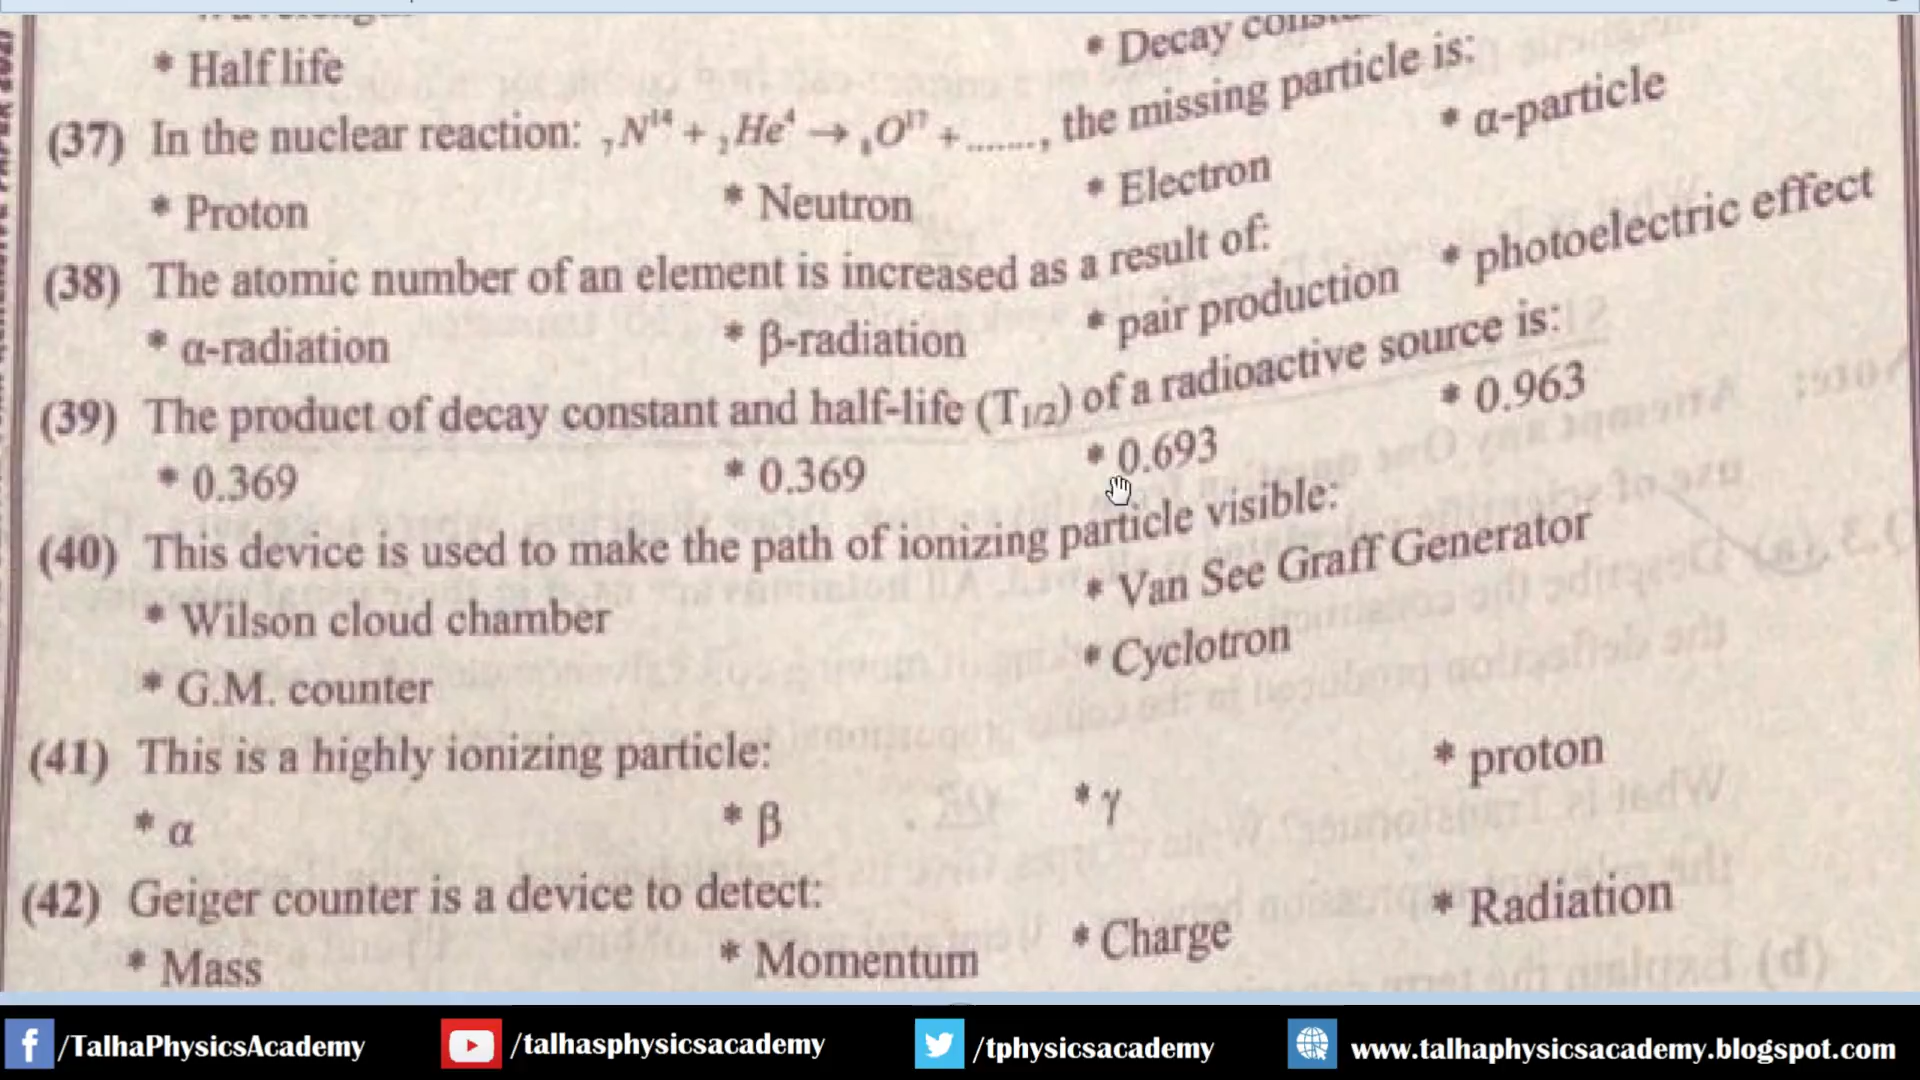 * Half life * Decay
(37) In the nuclear reaction: ₇N¹⁴ + ₂He⁴ → ₈O¹⁷ + ......., the missing particle is:
* Proton * Neutron * Electron * α-particle
(38) The atomic number of an element is increased as a result of:
* α-radiation * β-radiation * pair production * photoelectric effect
(39) The product of decay constant and half-life (T1/2) of a radioactive source is:
* 0.369 * 0.369 * 0.693 * 0.963
(40) This device is used to make the path of ionizing particle visible:
* Wilson cloud chamber * Van See Graff Generator
* G.M. counter * Cyclotron
(41) This is a highly ionizing particle:
* α * β * γ * proton
(42) Geiger counter is a device to detect:
* Mass * Momentum * Charge * Radiation
f /TalhaPhysicsAcademy /talhasphysicsacademy /tphysicsacademy www.talhaphysicsacademy.blogspot.com